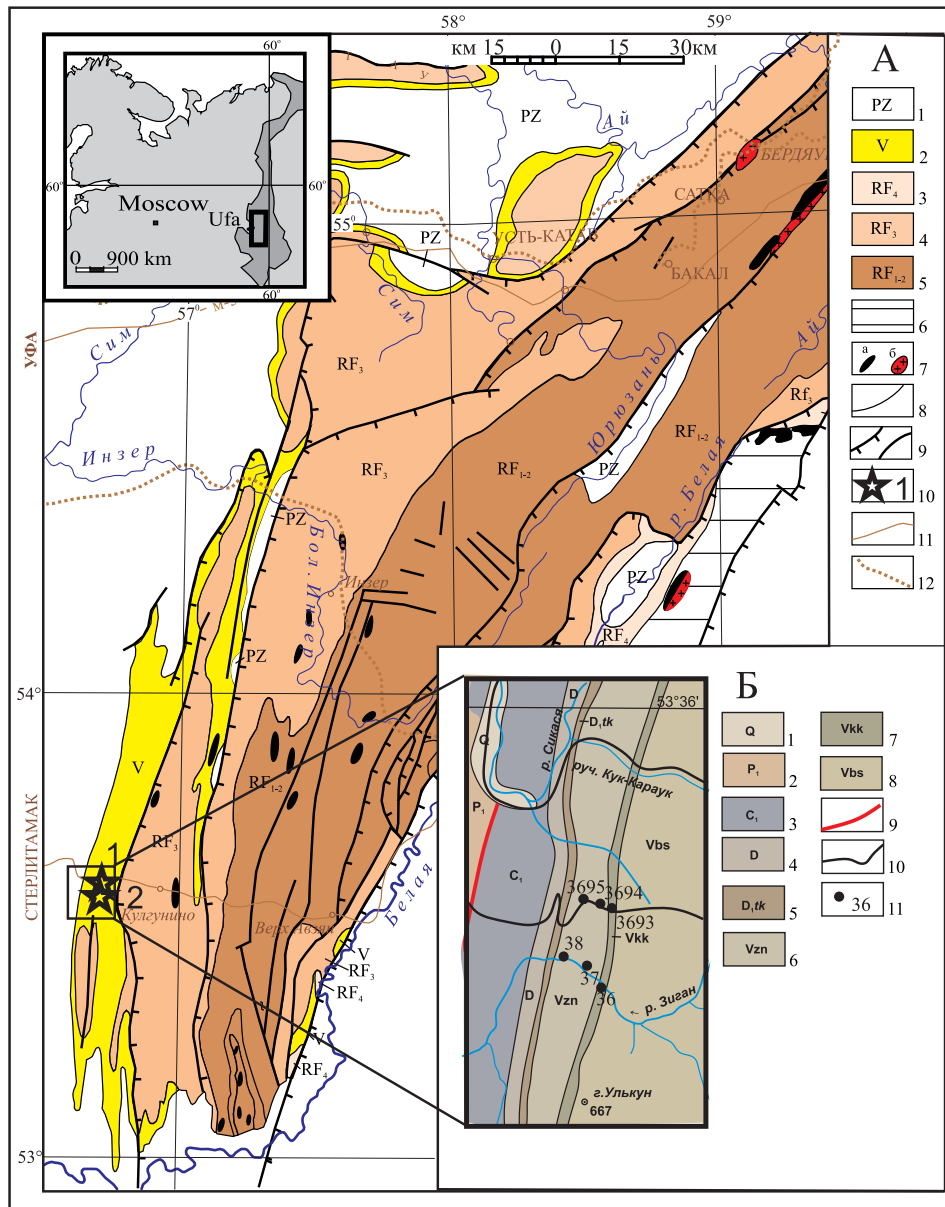 58°
59°
км 15 0 15 30км
А
60°
60°
60°
60°
Moscow
Ufa
0 900 km
PZ
Ай
БЕРДЯУШ
САТКА
55°
PZ
УСТЬ-КАТАВ
БАКАЛ
Сим
57°
Сим
УФА
RF₃
Юрюзань
Ай
Rf₃
Инзер
RF₃
RF₁₋₂
RF₁₋₂
PZ
р. Белая
PZ
Бол. Инзер
Инзер
PZ
RF₄
PZ
54°
V
RF₁₋₂
RF₃
СТЕРЛИТАМАК
1
2
Кулгунино
Верх Авзян
Белая
V
RF₃
RF₄
V
RF₄
53°
PZ 1
V 2
RF₄ 3
RF₃ 4
RF₁₋₂ 5
6
а б 7
8
9
1 10
11
12
Б
53°36'
D
D₁tk
р. Сикася
Q
руч. Кук-Караук
P₁
Vbs
C₁
3695
3694
3693
Vkk
38
37
36
D
Vzn
← р. Зиган
г.Улькун
667
Q 1
P₁ 2
C₁ 3
D 4
D₁tk 5
Vzn 6
Vkk 7
Vbs 8
9
10
36 11